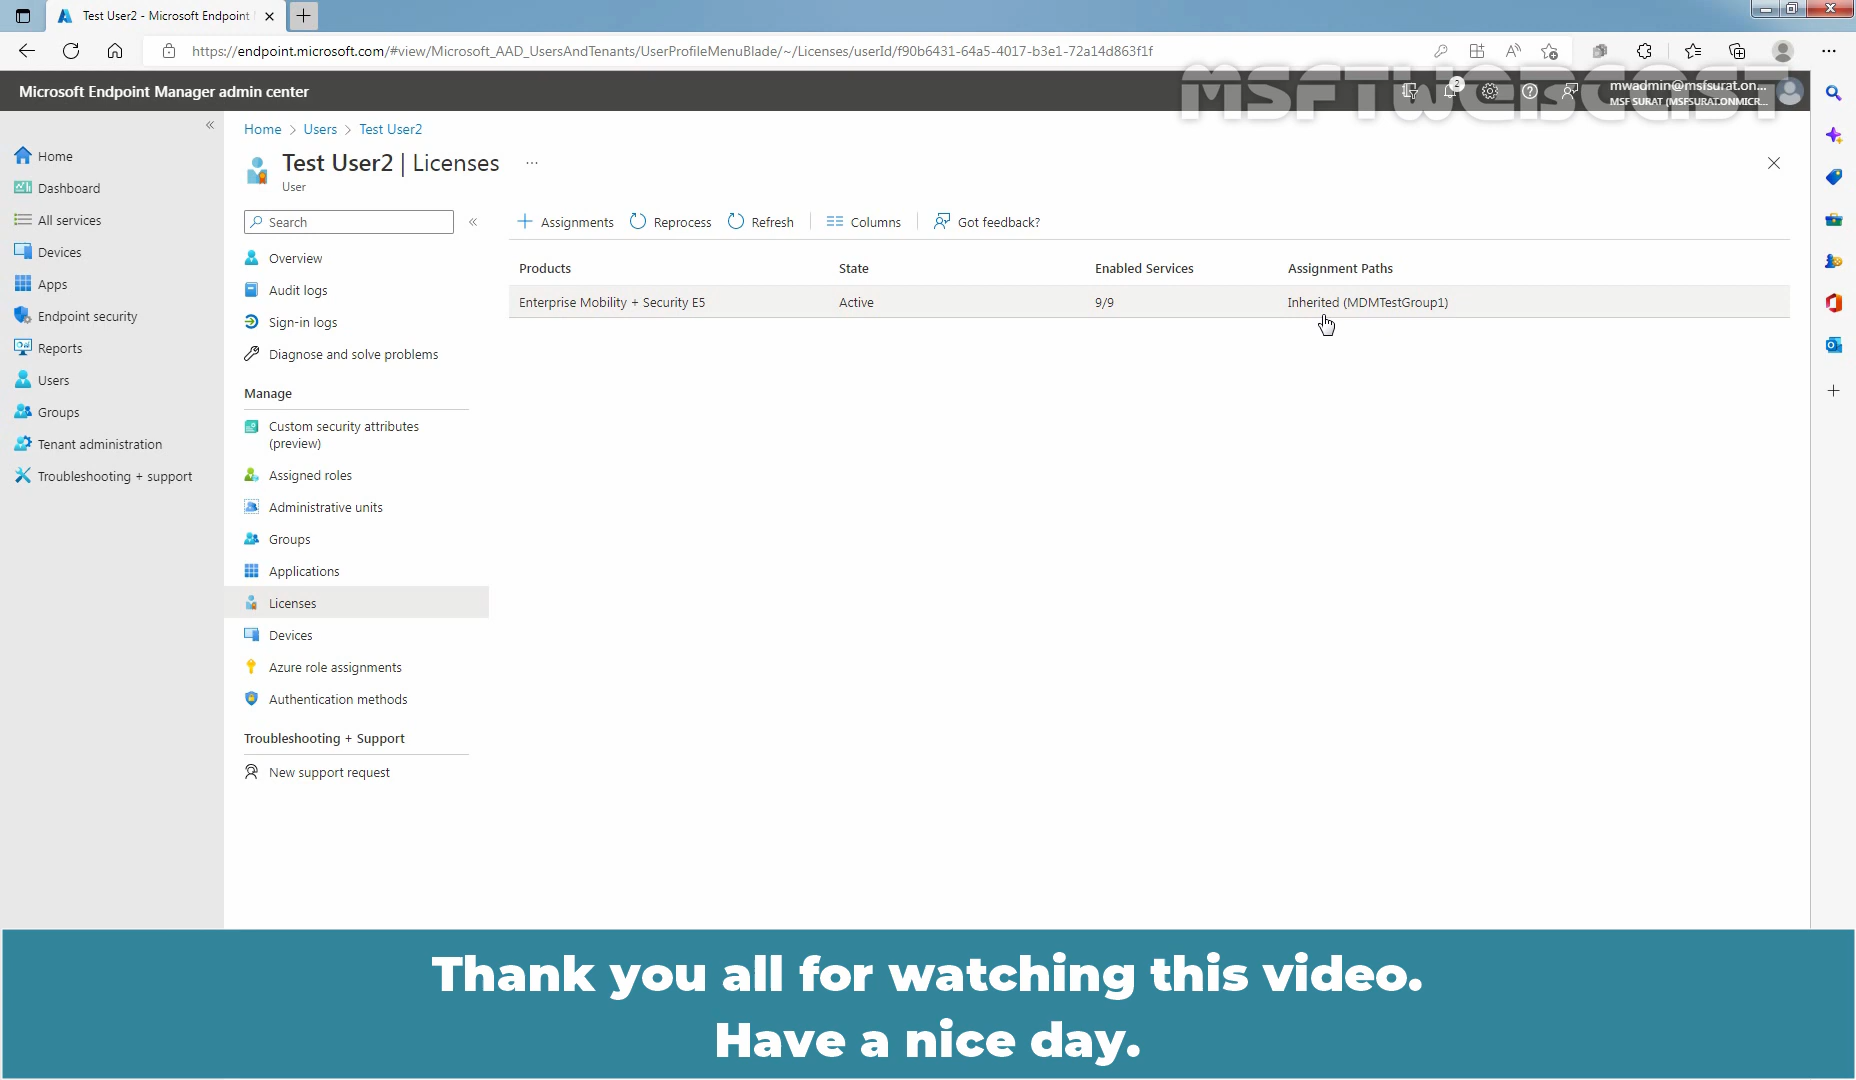 Test User2 - Microsoft Endpoint
https://endpoint.microsoft.com/#view/Microsoft_AAD_UsersAndTenants/UserProfileMenuBlade/~/Licenses/userId/f90b6431-64a5-4017-b3e1-72a14d863f1f
MSFTWEBCAST
Microsoft Endpoint Manager admin center
2
mwadmin@msfsurat.on...
MSF SURAT (MSFSURAT.ONMICR...
Home > Users > Test User2
Test User2 | Licenses ...
User
Home
Dashboard
All services
Devices
Apps
Endpoint security
Reports
Users
Groups
Tenant administration
Troubleshooting + support
Search
Overview
Audit logs
Sign-in logs
Diagnose and solve problems
Manage
Custom security attributes
(preview)
Assigned roles
Administrative units
Groups
Applications
Licenses
Devices
Azure role assignments
Authentication methods
Troubleshooting + Support
New support request
Assignments Reprocess Refresh Columns Got feedback?
Products State Enabled Services Assignment Paths
Enterprise Mobility + Security E5 Active 9/9 Inherited (MDMTestGroup1)
Thank you all for watching this video.
Have a nice day.